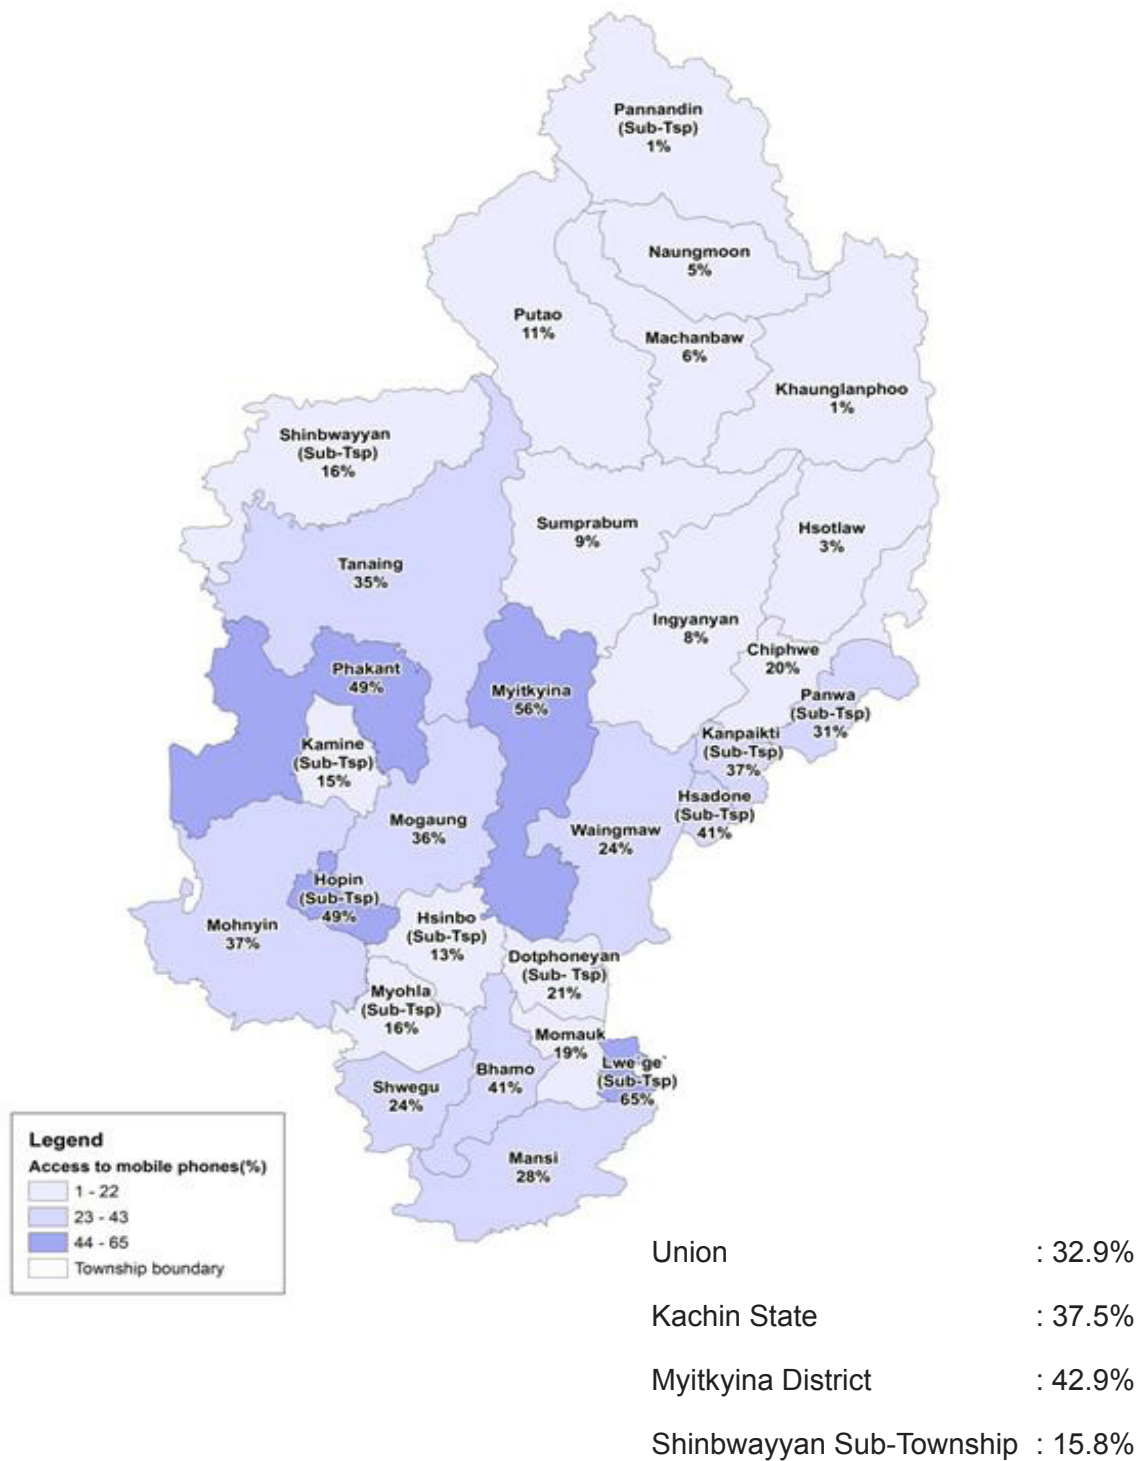 Pannandin
(Sub-Tsp)
1%
Naungmoon
5%
Putao
11%
Machanbaw
6%
Khaunglanphoo
1%
Shinbwayyan
(Sub-Tsp)
16%
Sumprabum
9%
Hsotlaw
3%
Tanaing
35%
Ingyanyan
8%
Chiphwe
20%
Phakant
49%
Myitkyina
56%
Panwa
(Sub-Tsp)
31%
Kanpaikti
(Sub-Tsp)
37%
Kamine
(Sub-Tsp)
15%
Hsadone
(Sub-Tsp)
41%
Mogaung
36%
Waingmaw
24%
Hopin
(Sub-Tsp)
49%
Mohnyin
37%
Hsinbo
(Sub-Tsp)
13%
Dotphoneyan
(Sub- Tsp)
21%
Myohla
(Sub-Tsp)
16%
Momauk
19%
Lwe`ge`
(Sub-Tsp)
65%
Bhamo
41%
Shwegu
24%
Mansi
28%
Legend
Access to mobile phones(%)
1 - 22
23 - 43
44 - 65
Township boundary
Union : 32.9%
Kachin State : 37.5%
Myitkyina District : 42.9%
Shinbwayyan Sub-Township : 15.8%